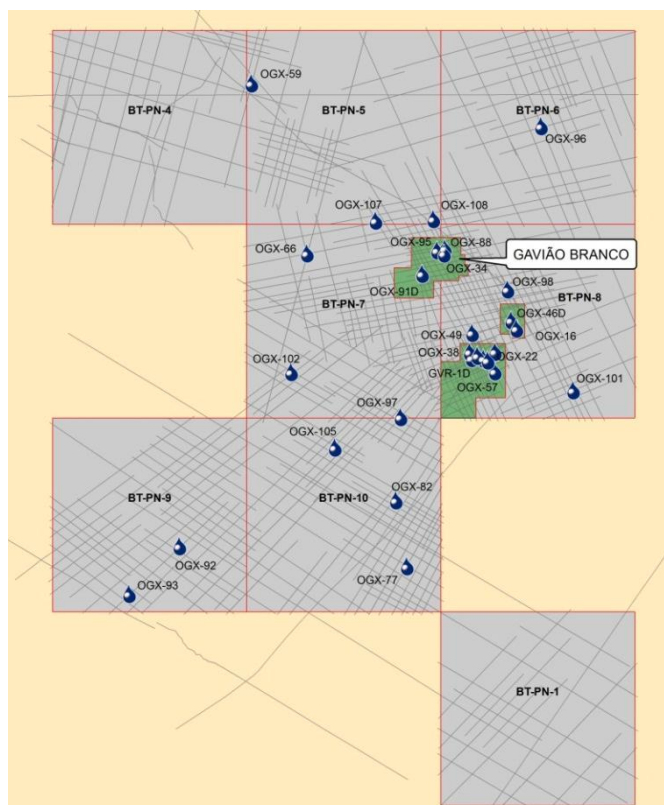 OGX-59
BT-PN-4
BT-PN-5
BT-PN-6
OGX-96
OGX-107
OGX-108
OGX-66
OGX-95
OGX-88
GAVIÃO BRANCO
OGX-34
OGX-91D
OGX-98
BT-PN-7
BT-PN-8
OGX-46D
OGX-49
OGX-16
OGX-38
OGX-22
OGX-102
GVR-1D
OGX-57
OGX-101
OGX-97
OGX-105
BT-PN-9
BT-PN-10
OGX-82
OGX-92
OGX-77
OGX-93
BT-PN-1